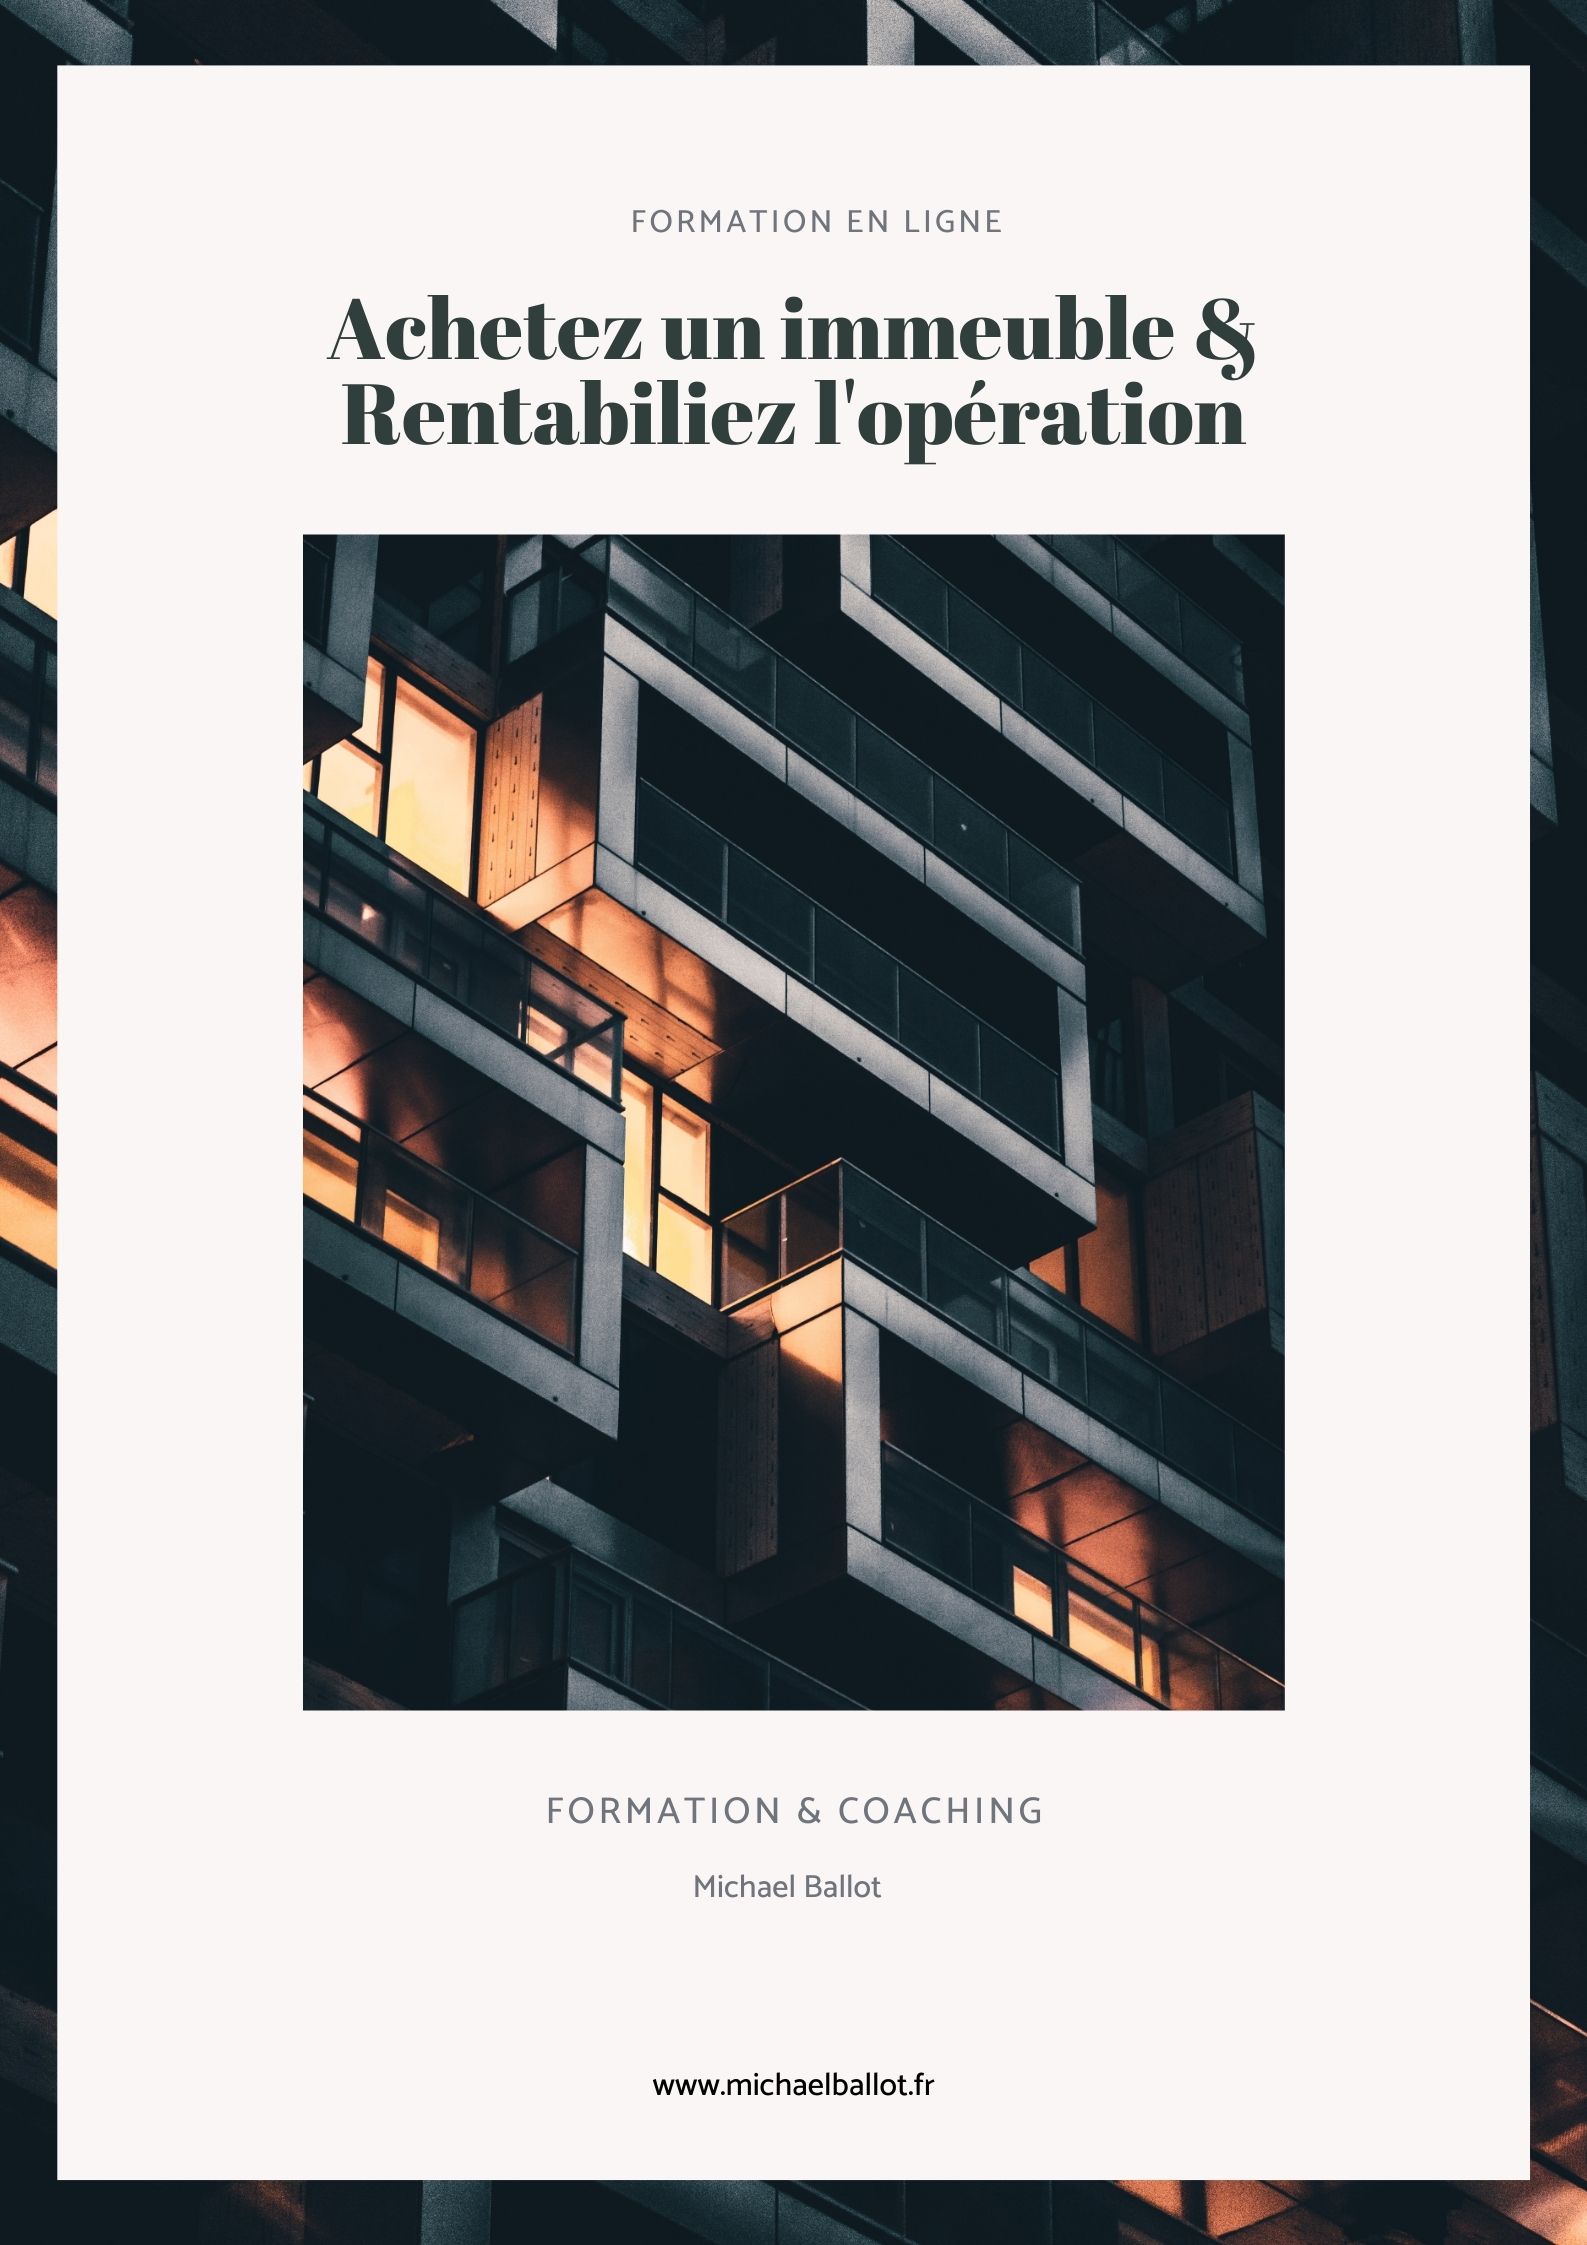 FORMATION EN LIGNE
Achetez un immeuble &
Rentabiliez l'opération
FORMATION & COACHING
Michael Ballot
www.michaelballot.fr